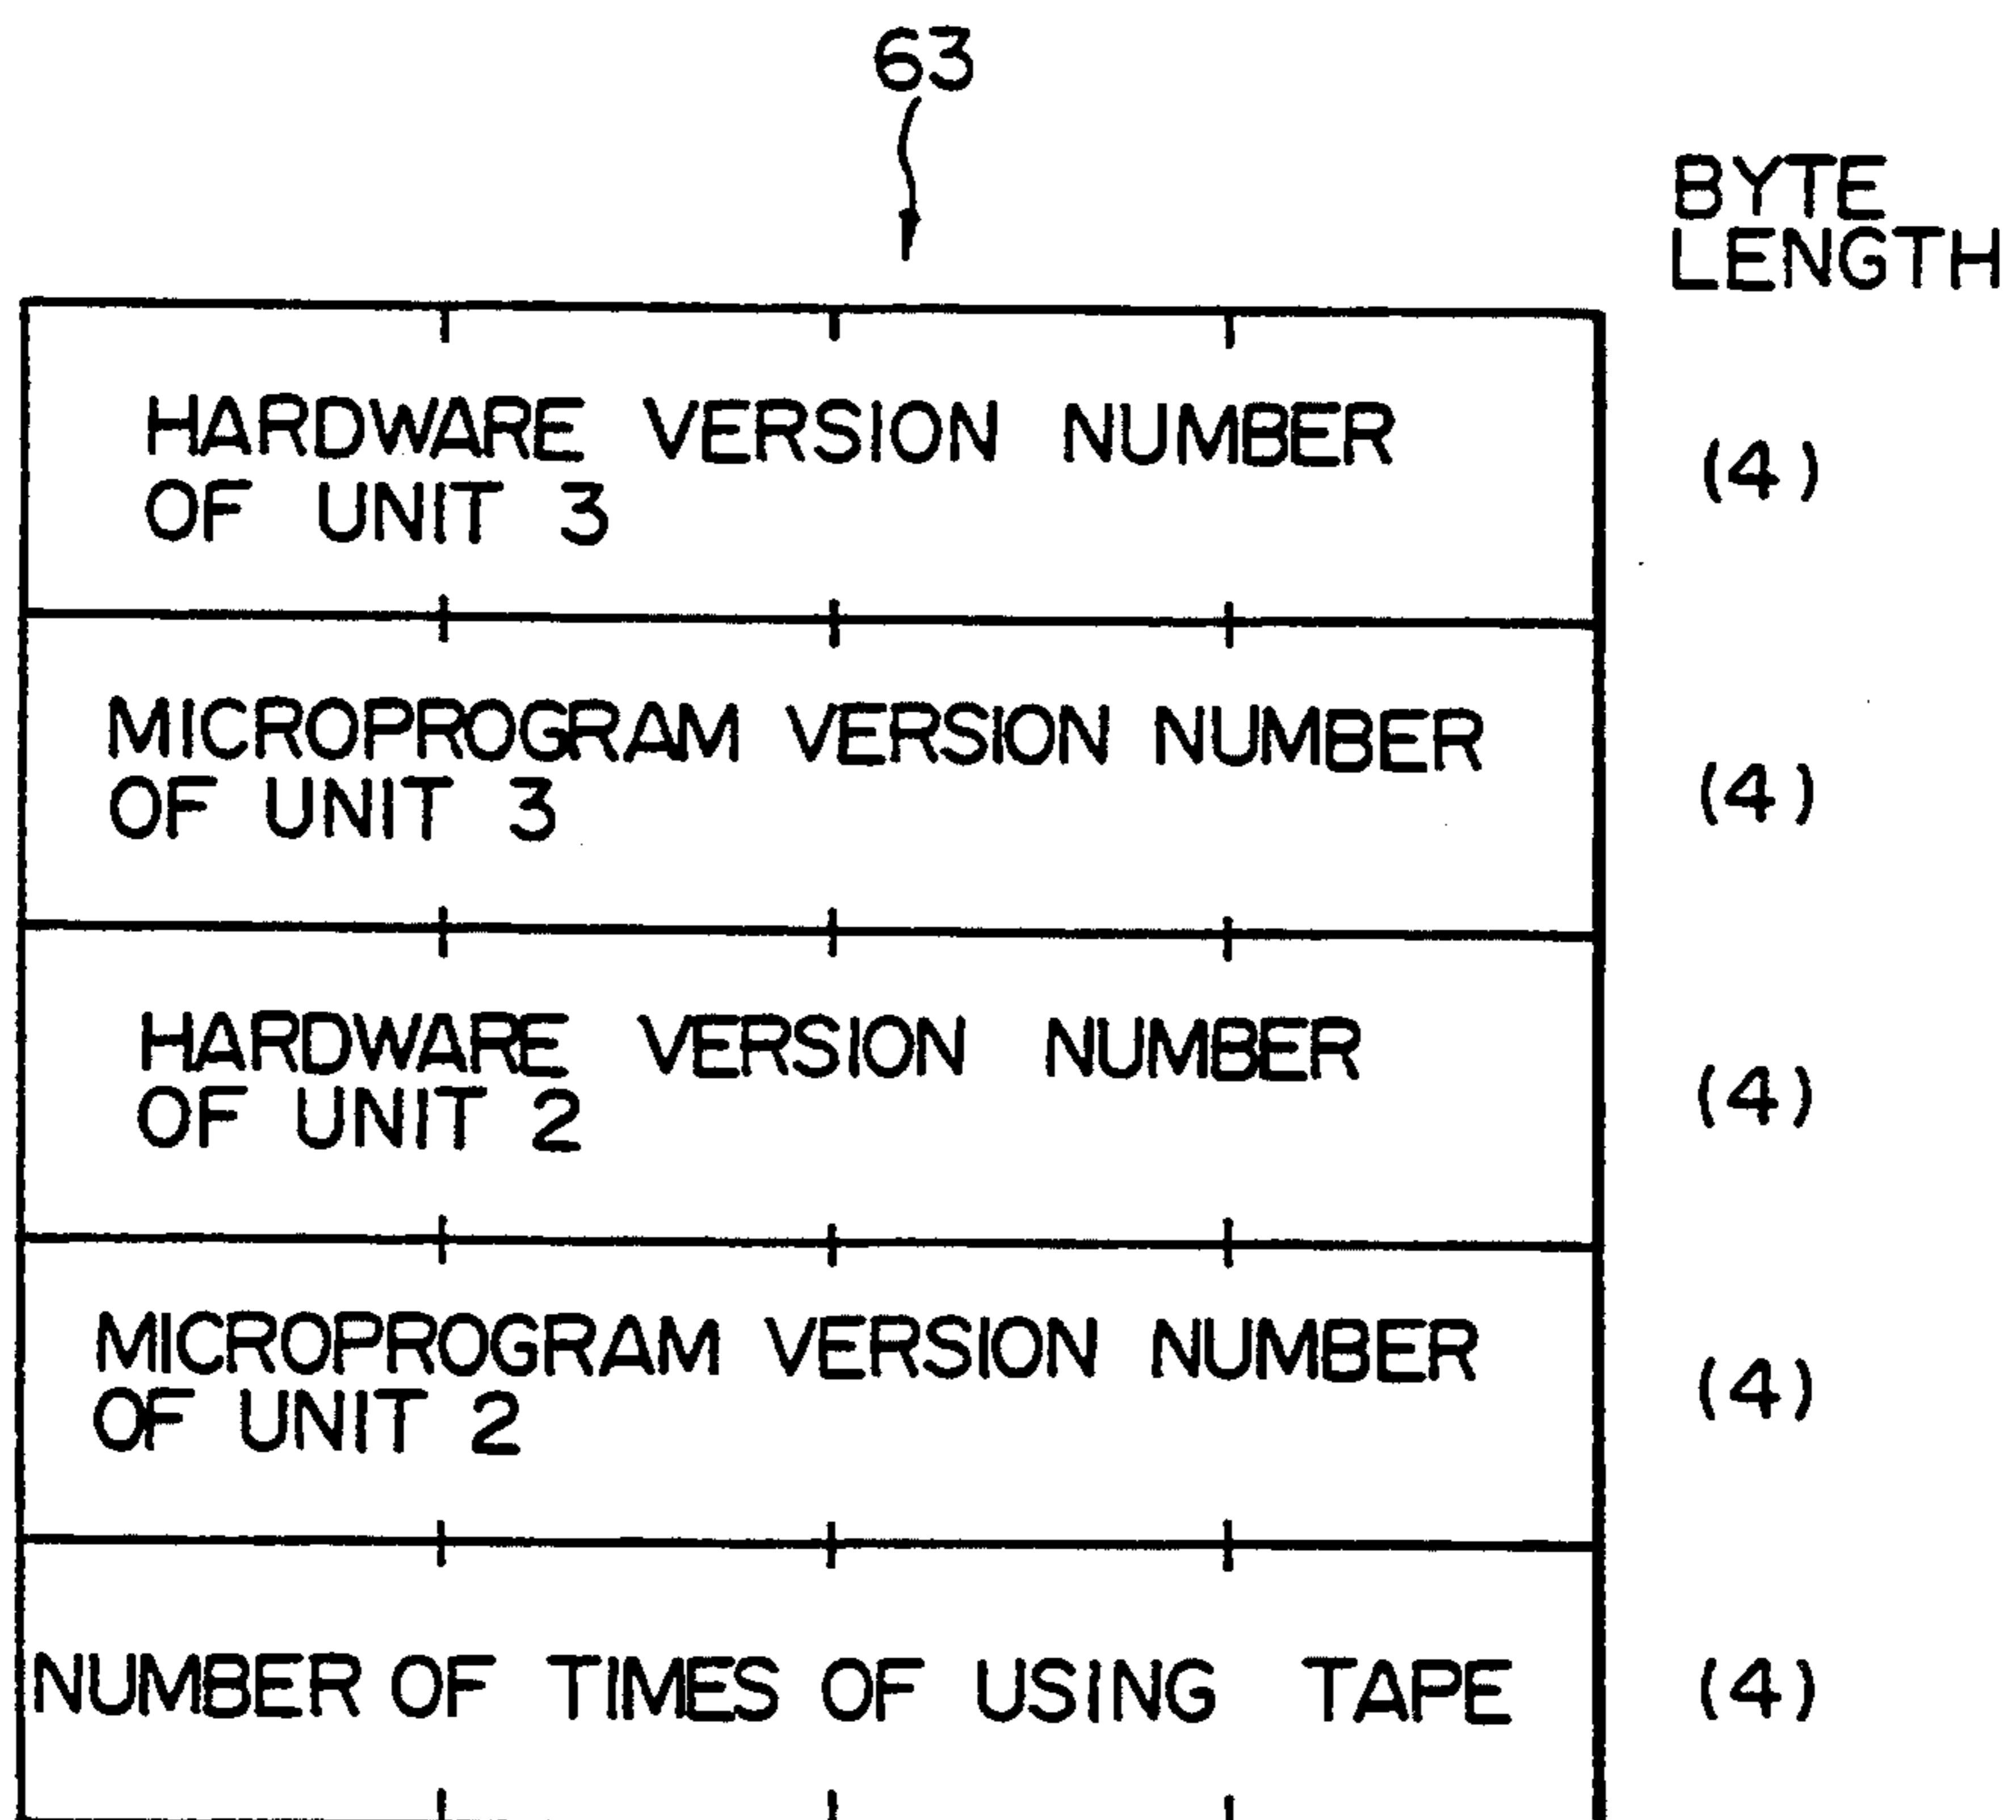 63
BYTE
LENGTH
HARDWARE VERSION NUMBER
OF UNIT 3
(4)
MICROPROGRAM VERSION NUMBER
OF UNIT 3
(4)
HARDWARE VERSION NUMBER
OF UNIT 2
(4)
MICROPROGRAM VERSION NUMBER
OF UNIT 2
(4)
NUMBER OF TIMES OF USING TAPE
(4)